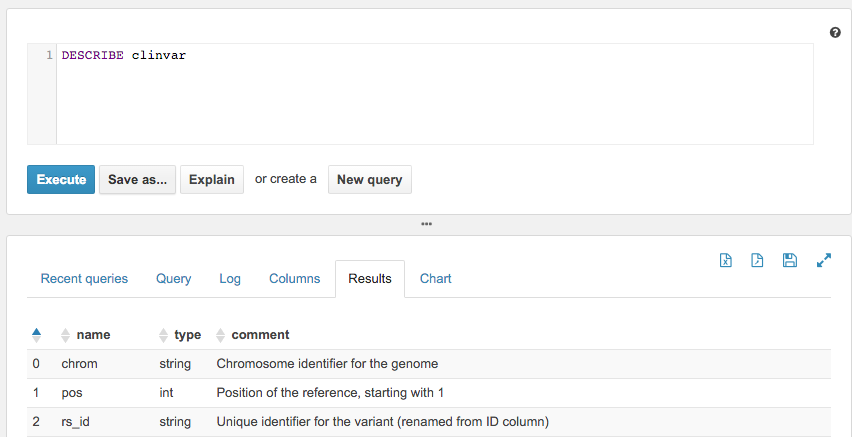 1 DESCRIBE clinvar
Execute Save as... Explain or create a New query
Recent queries Query Log Columns Results Chart
name type comment
0 chrom string Chromosome identifier for the genome
1 pos int Position of the reference, starting with 1
2 rs_id string Unique identifier for the variant (renamed from ID column)